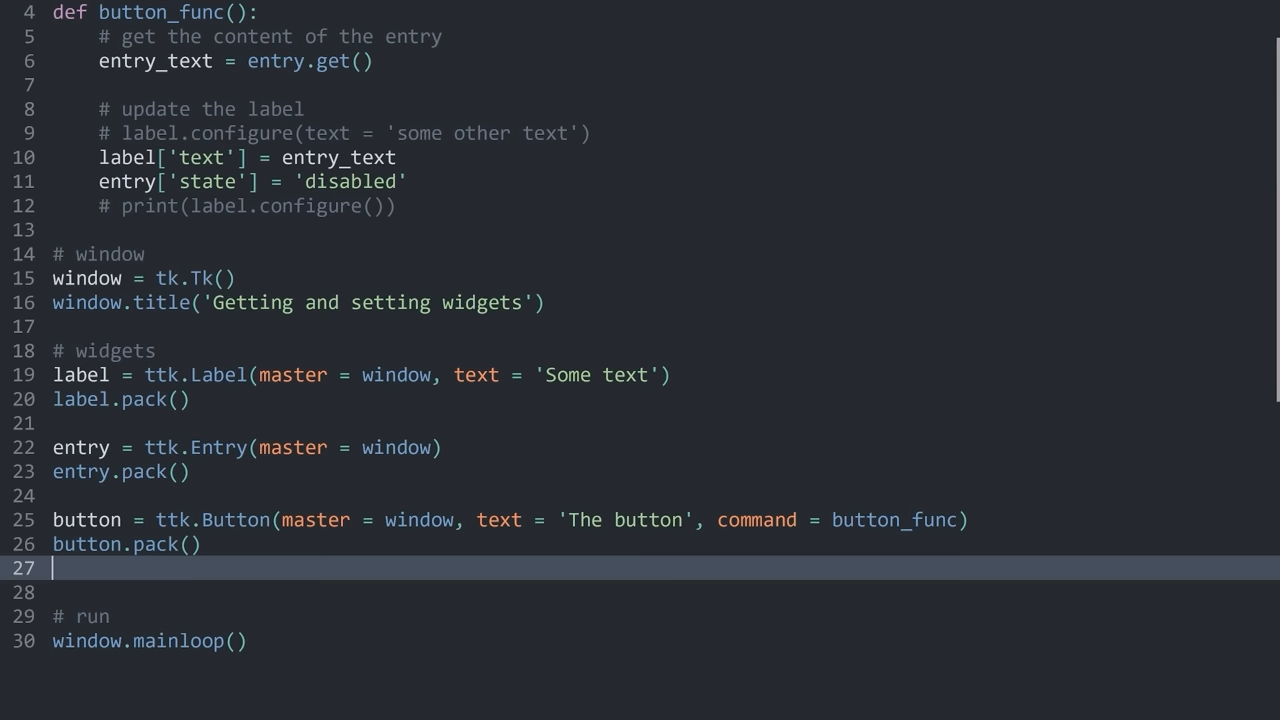 4 def button_func():
5     # get the content of the entry
6     entry_text = entry.get()
7
8     # update the label
9     # label.configure(text = 'some other text')
10     label['text'] = entry_text
11     entry['state'] = 'disabled'
12     # print(label.configure())
13
14 # window
15 window = tk.Tk()
16 window.title('Getting and setting widgets')
17
18 # widgets
19 label = ttk.Label(master = window, text = 'Some text')
20 label.pack()
21
22 entry = ttk.Entry(master = window)
23 entry.pack()
24
25 button = ttk.Button(master = window, text = 'The button', command = button_func)
26 button.pack()
27
28
29 # run
30 window.mainloop()